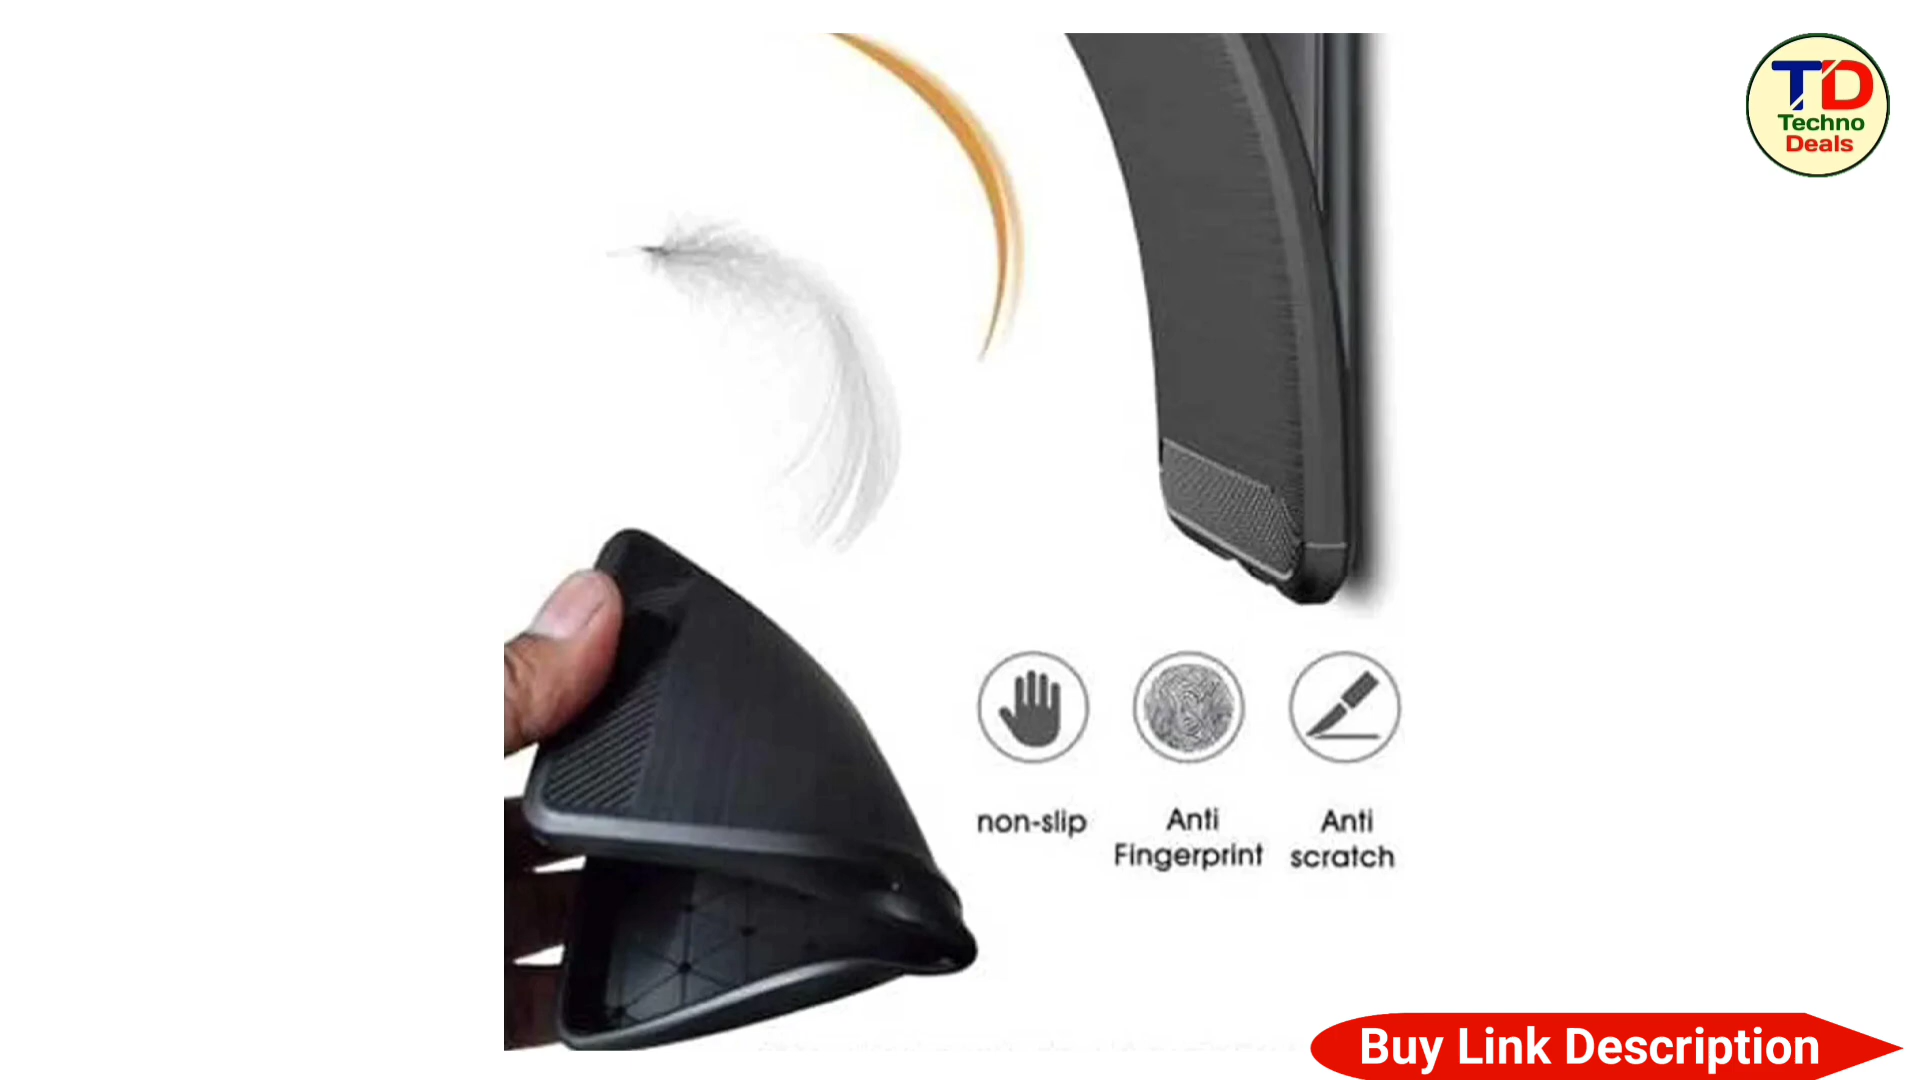 TD
Techno
Deals
non-slip
Anti
Fingerprint
Anti
scratch
Buy Link Description